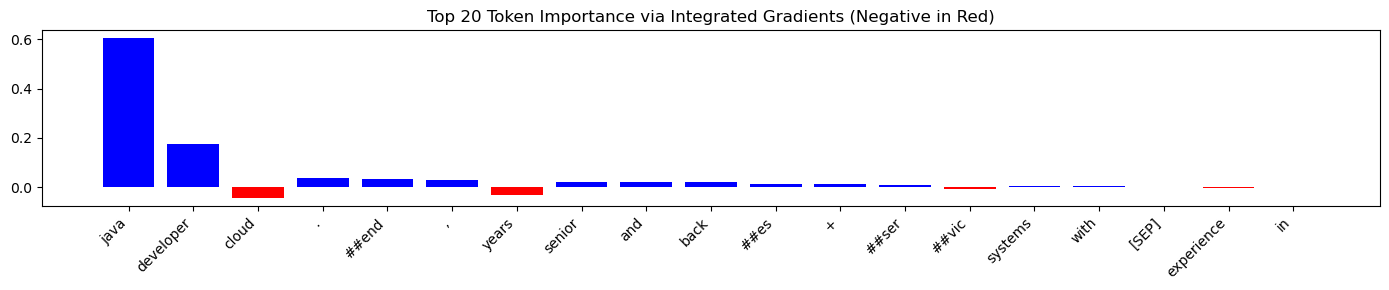 Top 20 Token Importance via Integrated Gradients (Negative in Red)
0.6
0.4
0.2
0.0
java
developer
cloud
.
##end
,
years
senior
and
back
##es
+
##ser
##vic
systems
with
[SEP]
experience
in